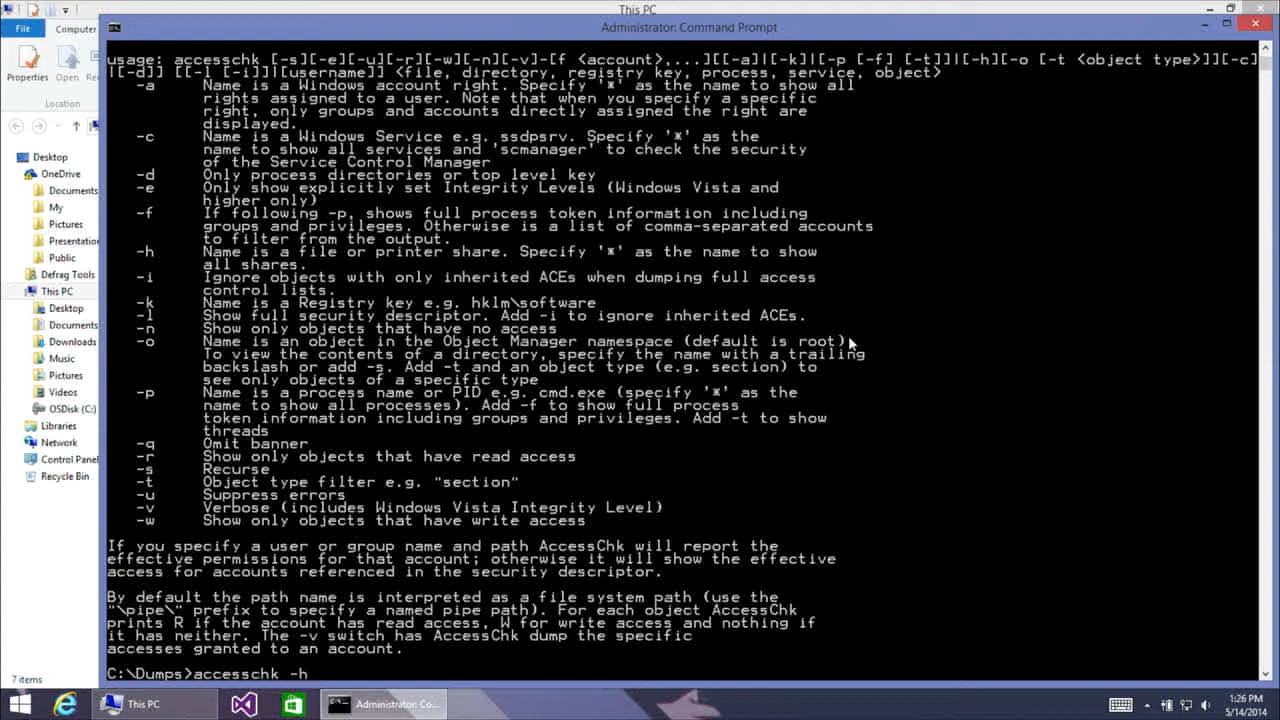 This PC
File
Computer
Properties
Open
Location
Administrator: Command Prompt
usage: accesschk [-s][-e][-u][-r][-w][-n][-v]-[f <account>,...][[-a]|[-k]|[-p [-f] [-t]]|[-h][-o [-t <object type>]][-c]
|[-d]] [[-l [-i]]|[username]] <file, directory, registry key, process, service, object>
-a Name is a Windows account right. Specify '*' as the name to show all
rights assigned to a user. Note that when you specify a specific
right, only groups and accounts directly assigned the right are
displayed.
-c Name is a Windows Service e.g. ssdpsrv. Specify '*' as the
name to show all services and 'scmanager' to check the security
of the Service Control Manager
-d Only process directories or top level key
-e Only show explicitly set Integrity Levels (Windows Vista and
higher only)
-f If following -p, shows full process token information including
groups and privileges. Otherwise is a list of comma-separated accounts
to filter from the output.
-h Name is a file or printer share. Specify '*' as the name to show
all shares.
-i Ignore objects with only inherited ACEs when dumping full access
control lists.
-k Name is a Registry key e.g. hklm\software
-l Show full security descriptor. Add -i to ignore inherited ACEs.
-n Show only objects that have no access
-o Name is an object in the Object Manager namespace (default is root).
To view the contents of a directory, specify the name with a trailing
backslash or add -s. Add -t and an object type (e.g. section) to
see only objects of a specific type
-p Name is a process name or PID e.g. cmd.exe (specify '*' as the
name to show all processes). Add -f to show full process
token information including groups and privileges. Add -t to show
threads
-q Omit banner
-r Show only objects that have read access
-s Recurse
-t Object type filter e.g. "section"
-u Suppress errors
-v Verbose (includes Windows Vista Integrity Level)
-w Show only objects that have write access
If you specify a user or group name and path AccessChk will report the
effective permissions for that account; otherwise it will show the effective
access for accounts referenced in the security descriptor.
By default the path name is interpreted as a file system path (use the
"\pipe\" prefix to specify a named pipe path). For each object AccessChk
prints R if the account has read access, W for write access and nothing if
it has neither. The -v switch has AccessChk dump the specific
accesses granted to an account.
C:\Dumps>accesschk -h
Desktop
OneDrive
Documents
My
Pictures
Presentatio
Public
Defrag Tools
This PC
Desktop
Documents
Downloads
Music
Pictures
Videos
OSDisk (C:)
Libraries
Network
Control Panel
Recycle Bin
7 items
This PC
Administrator: Co...
1:26 PM
5/14/2014